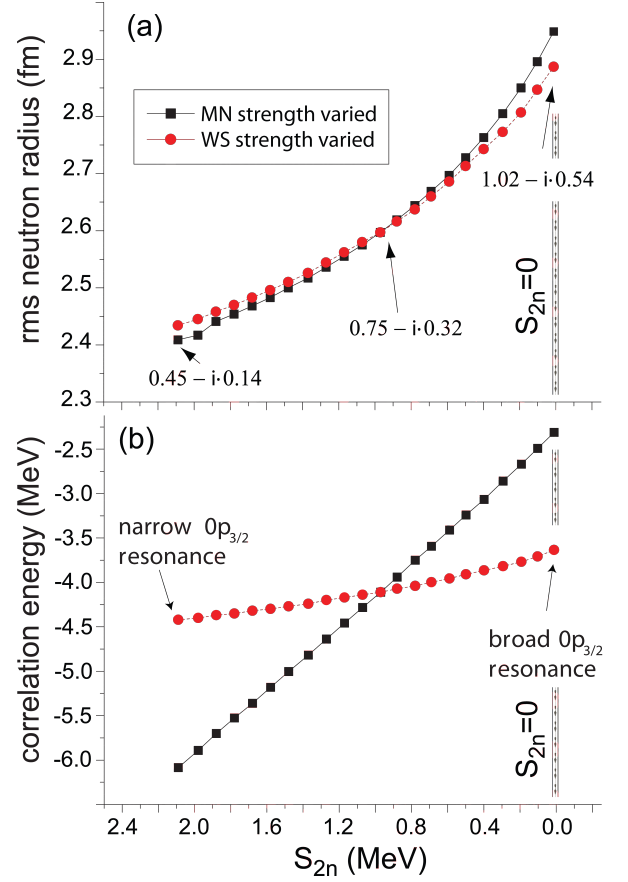 (a)
rms neutron radius (fm)
2.9
2.8
2.7
2.6
2.5
2.4
2.3
MN strength varied
WS strength varied
1.02 – i·0.54
0.75 – i·0.32
0.45 – i·0.14
S2n=0
(b)
correlation energy (MeV)
-2.5
-3.0
-3.5
-4.0
-4.5
-5.0
-5.5
-6.0
narrow 0p3/2
resonance
broad 0p3/2
resonance
S2n=0
2.4 2.0 1.6 1.2 0.8 0.4 0.0
S2n (MeV)